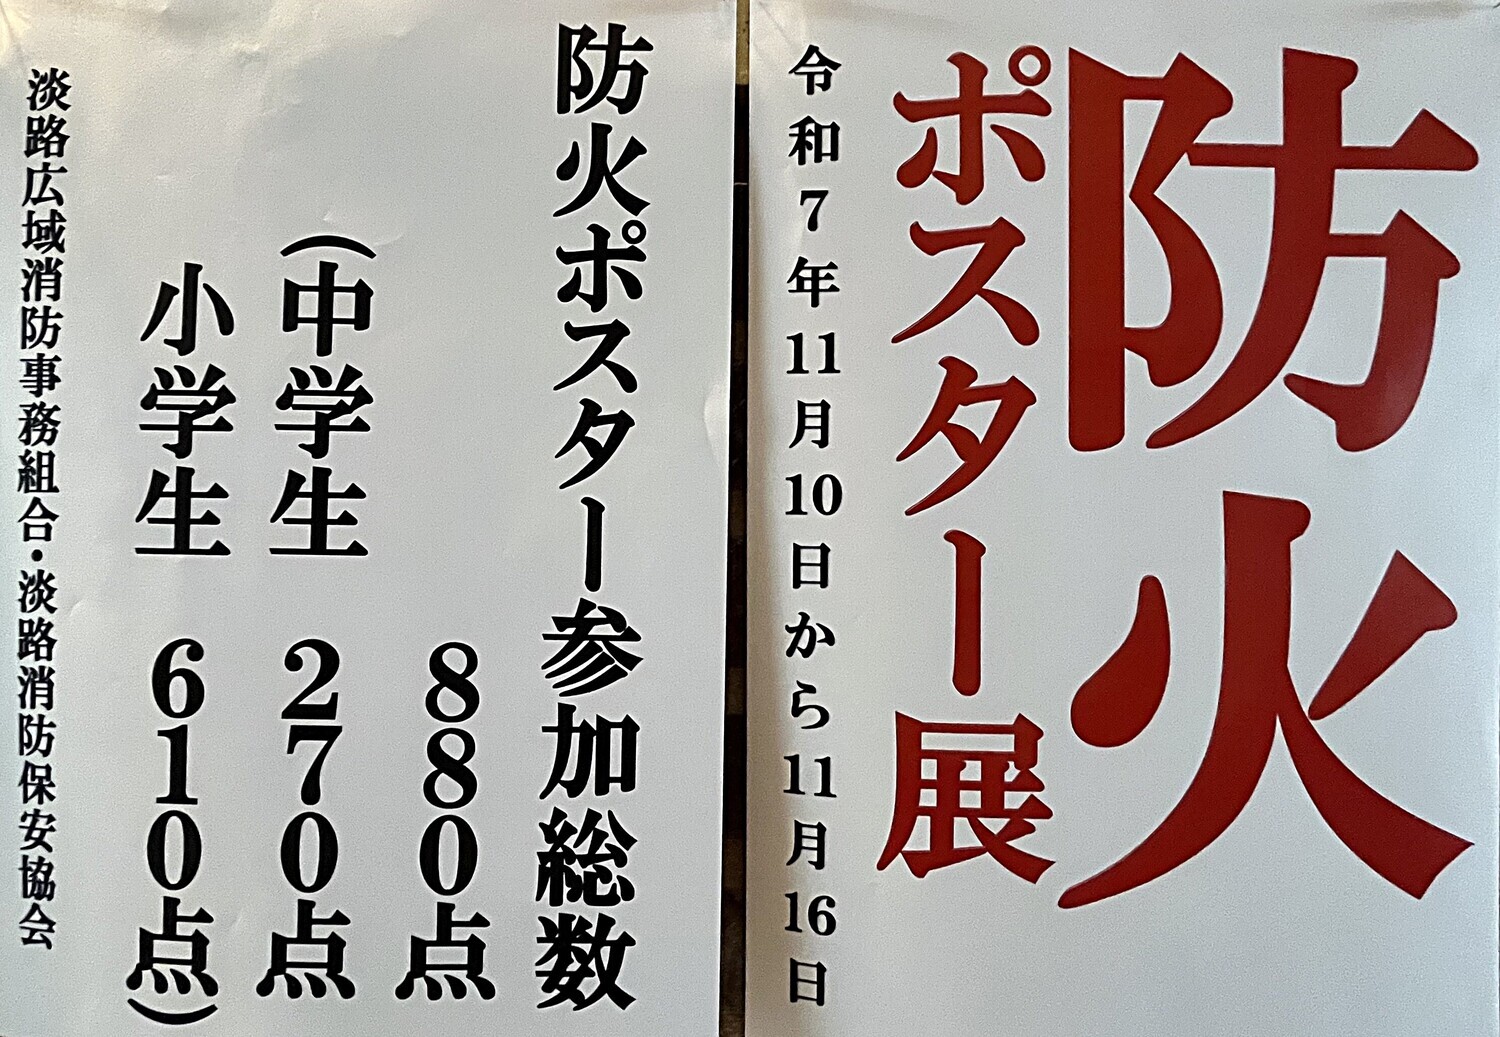 防火
ポスター展
令和7年11月10日から11月16日
防火ポスター参加総数
880点
(中学生 270点
小学生 610点)
淡路広域消防事務組合・淡路消防保安協会